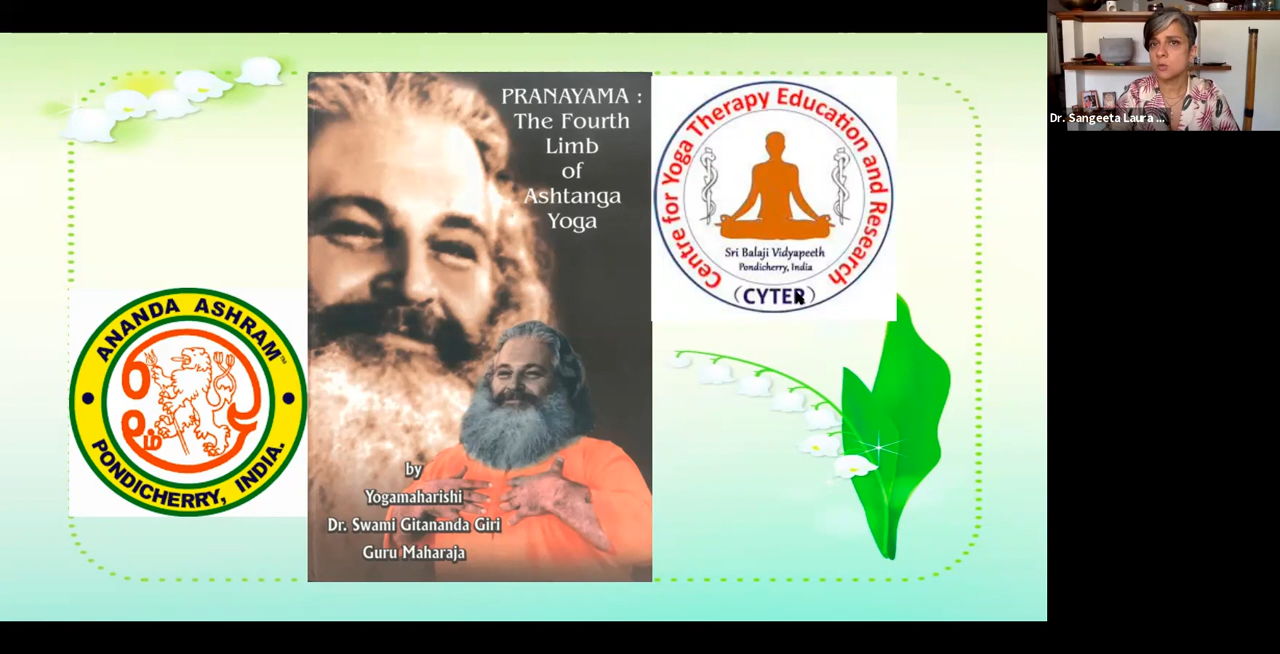 PRANAYAMA :
The Fourth
Limb
of
Ashtanga
Yoga
by
Yogamaharishi
Dr. Swami Gitananda Giri
Guru Maharaja
ANANDA ASHRAM™
PONDICHERRY, INDIA.
Centre for Yoga Therapy Education and Research
Sri Balaji Vidyapeeth
Pondicherry, India
(CYTER)
Dr. Sangeeta Laura ...